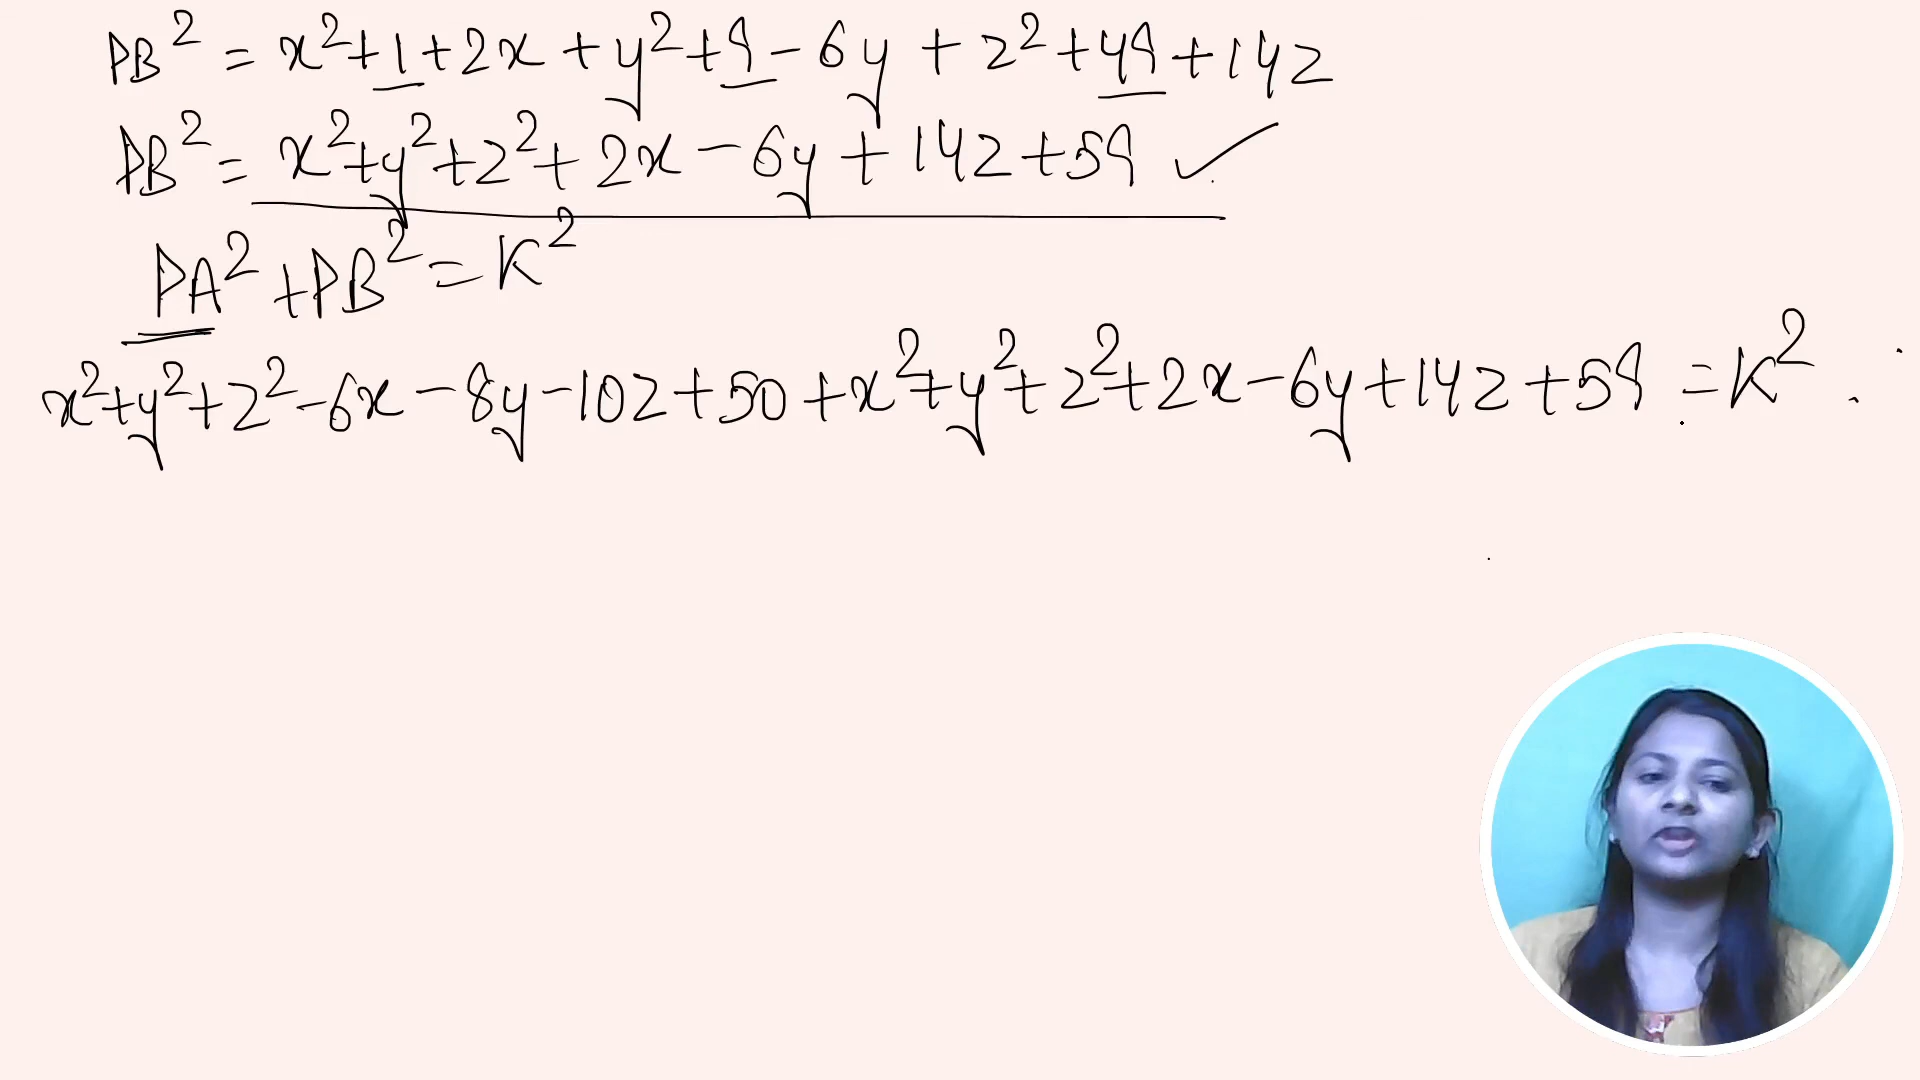 PB² = x²+1+2x+y²+9-6y+z²+49+14z
PB² = x²+y²+z²+2x-6y+14z+59 ✓
PA²+PB²=K²
x²+y²+z²-6x-8y-10z+50+x²+y²+z²+2x-6y+14z+59=K²